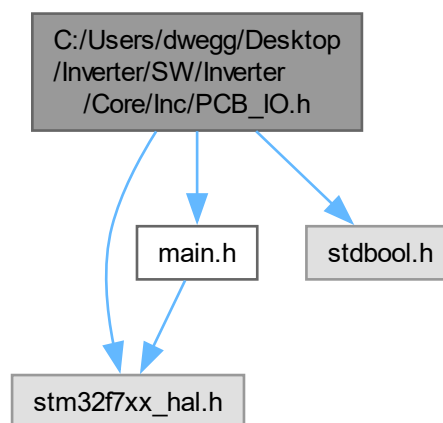 C:/Users/dwegg/Desktop
/Inverter/SW/Inverter
/Core/Inc/PCB_IO.h
main.h
stdbool.h
stm32f7xx_hal.h